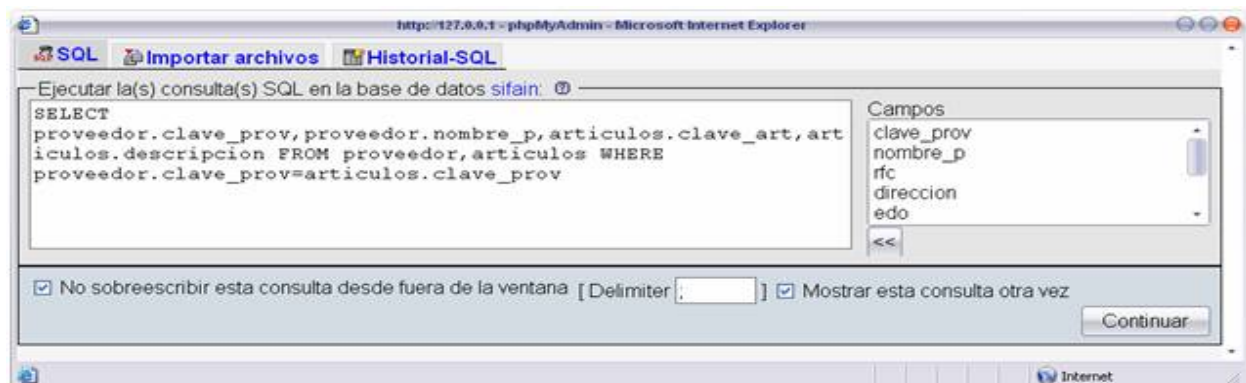 http://127.0.0.1 - phpMyAdmin - Microsoft Internet Explorer
SQL Importar archivos Historial-SQL
Ejecutar la(s) consulta(s) SQL en la base de datos sifain:
SELECT
proveedor.clave_prov,proveedor.nombre_p,articulos.clave_art,art
iculos.descripcion FROM proveedor,articulos WHERE
proveedor.clave_prov=articulos.clave_prov
Campos
clave_prov
nombre_p
rfc
direccion
edo
<<
No sobreescribir esta consulta desde fuera de la ventana [ Delimiter ; ] Mostrar esta consulta otra vez
Continuar
Internet